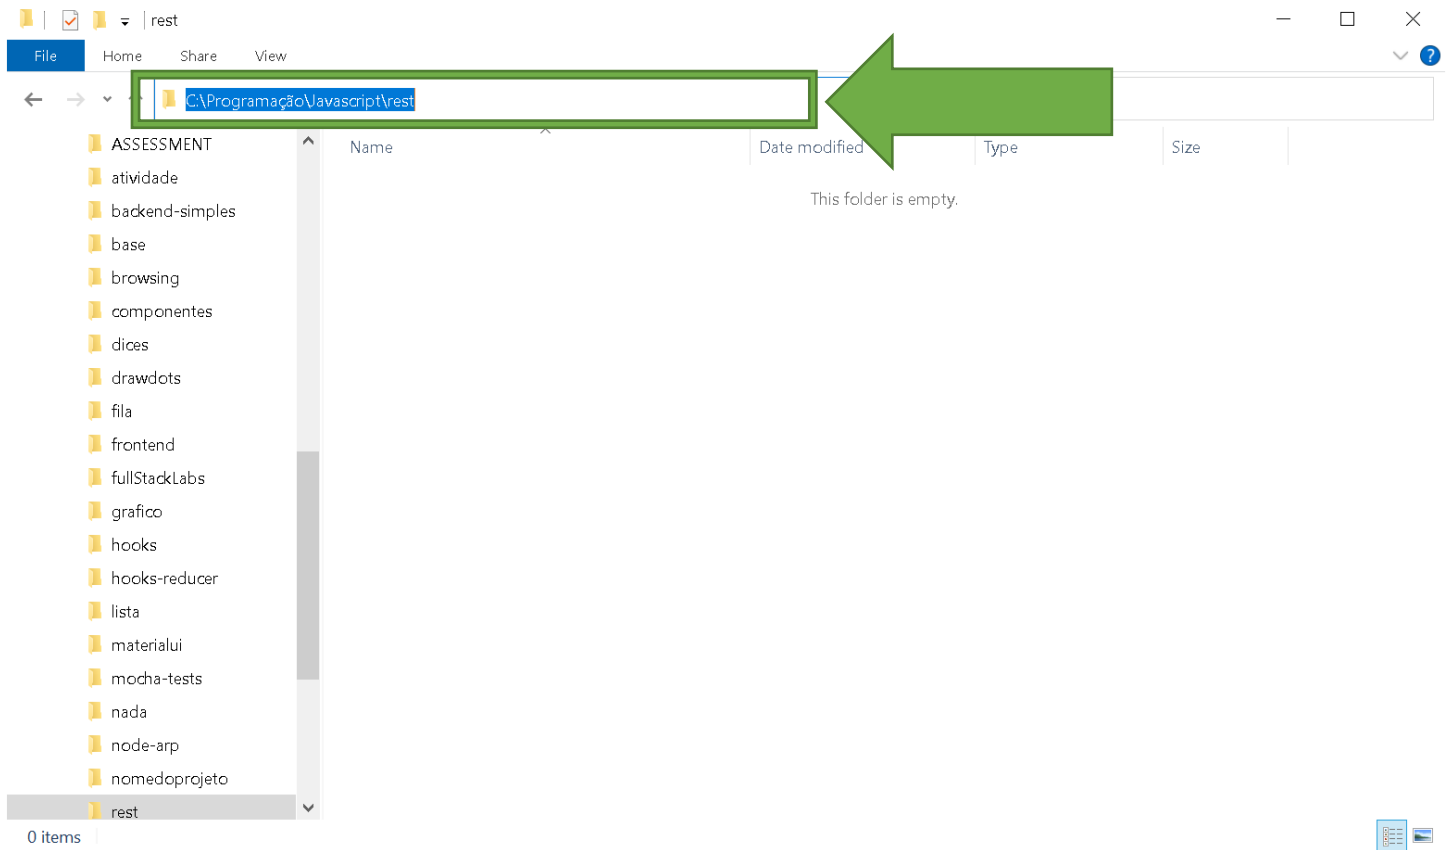 rest
File Home Share View
?
C:\Programação\Javascript\rest
Name Date modified Type Size
This folder is empty.
ASSESSMENT
atividade
backend-simples
base
browsing
componentes
dices
drawdots
fila
frontend
fullStackLabs
grafico
hooks
hooks-reducer
lista
materialui
mocha-tests
nada
node-arp
nomedoprojeto
rest
0 items